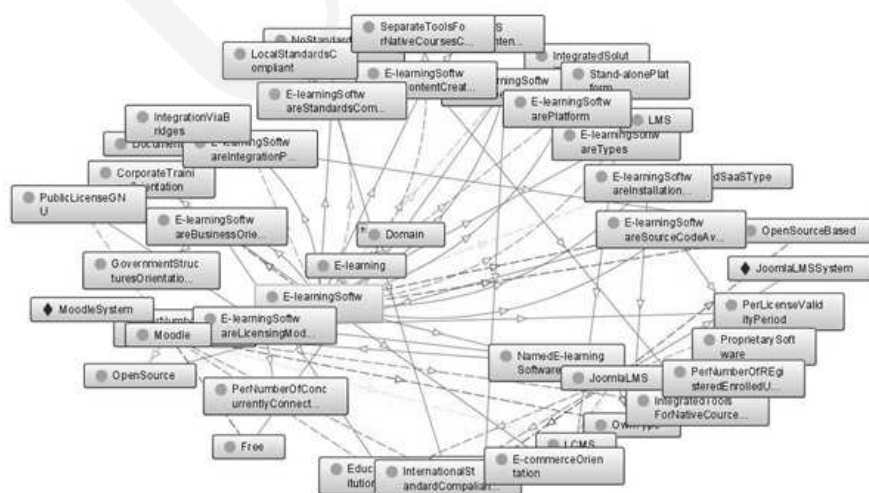 SeparateToolsFo
rNativeCoursesC...
LocalStandardsC
ompliant
IntegratedSolut
E-learningSoftw
E-learningSoftw
areStandardsCom...
Stand-alonePlat
form
E-learningSoftw
arePlatform
LMS
E-learningSoftw
areTypes
IntegrationViaB
ridges
E-learningSoftw
areIntegrationP...
CorporateTraini
PublicLicenseGN
U
E-learningSoftw
areInstallation...
dSaaSType
E-learningSoftw
areBusinessOrie...
E-learningSoftw
areSourceCodeAv...
OpenSourceBased
Domain
E-learning
GovernmentStruc
turesOrientatio...
JoomlaLMSSystem
E-learningSoftw
MoodleSystem
PerLicenseValid
ityPeriod
E-learningSoftw
areLicensingMod...
Moodle
ProprietarySoft
ware
NamedE-learning
Software
JoomlaLMS
OpenSource
PerNumberOfREgi
steredEnrolledU...
PerNumberOfConc
urrentlyConnect...
IntegratedTools
ForNativeCource...
Free
LCMS
E-commerceOrien
tation
InternationalSt
andardCompalian...